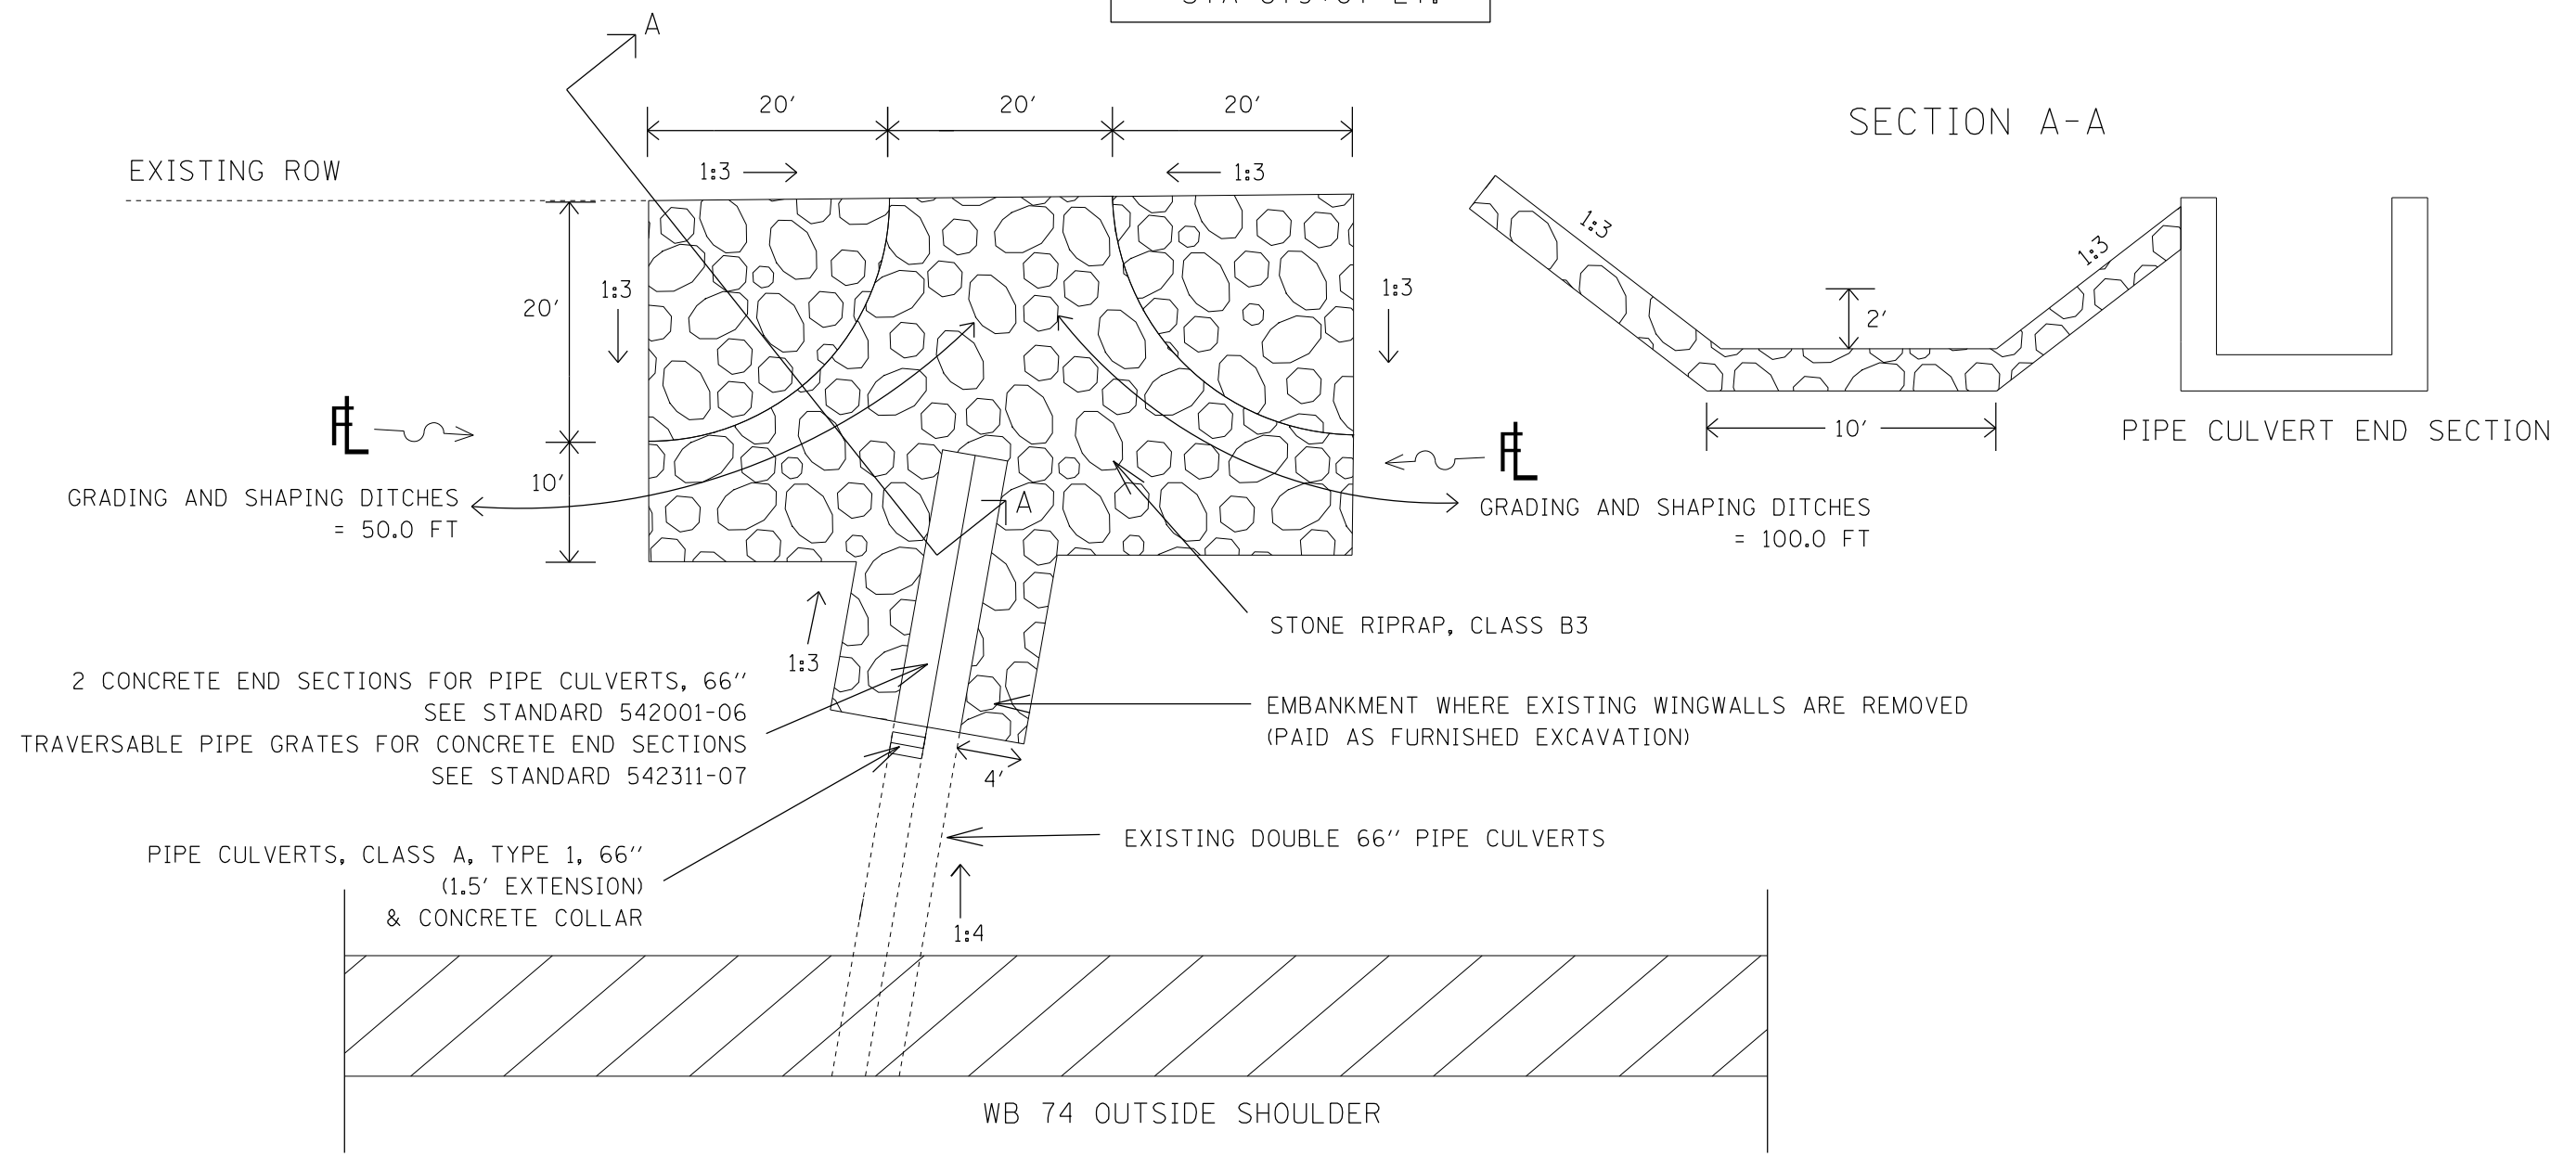 A
20'
20'
20'
SECTION A-A
EXISTING ROW
1:3
1:3
1:3
1:3
20'
1:3
1:3
2'
10'
PIPE CULVERT END SECTION
FL
FL
10'
GRADING AND SHAPING DITCHES
= 50.0 FT
A
GRADING AND SHAPING DITCHES
= 100.0 FT
STONE RIPRAP, CLASS B3
1:3
2 CONCRETE END SECTIONS FOR PIPE CULVERTS, 66"
SEE STANDARD 542001-06
TRAVERSABLE PIPE GRATES FOR CONCRETE END SECTIONS
SEE STANDARD 542311-07
EMBANKMENT WHERE EXISTING WINGWALLS ARE REMOVED
(PAID AS FURNISHED EXCAVATION)
4'
EXISTING DOUBLE 66" PIPE CULVERTS
PIPE CULVERTS, CLASS A, TYPE 1, 66"
(1.5' EXTENSION)
& CONCRETE COLLAR
1:4
WB 74 OUTSIDE SHOULDER